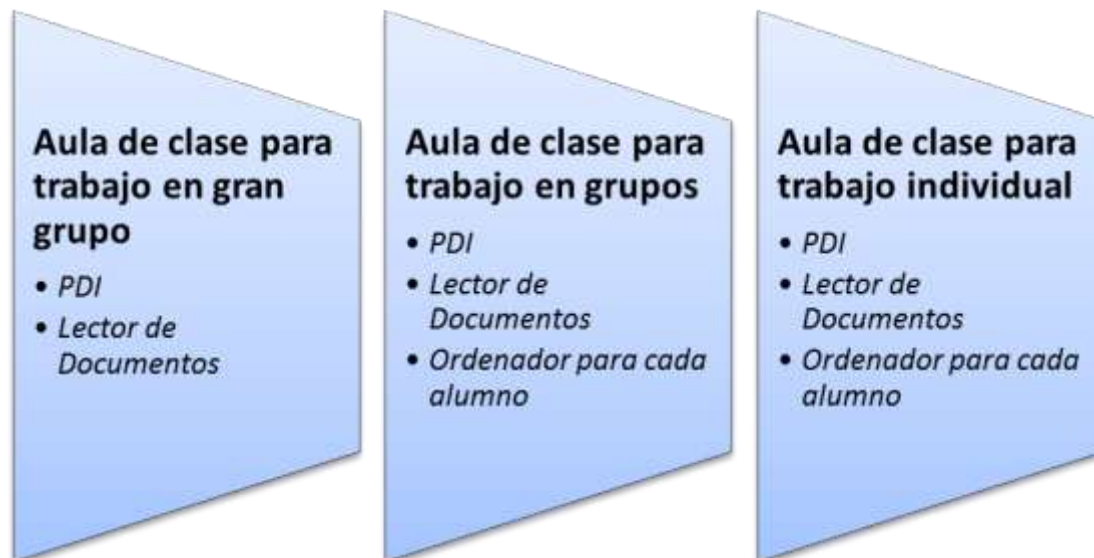 Aula de clase para
trabajo en gran
grupo
• PDI
• Lector de
Documentos
Aula de clase para
trabajo en grupos
• PDI
• Lector de
Documentos
• Ordenador para cada
alumno
Aula de clase para
trabajo individual
• PDI
• Lector de
Documentos
• Ordenador para cada
alumno